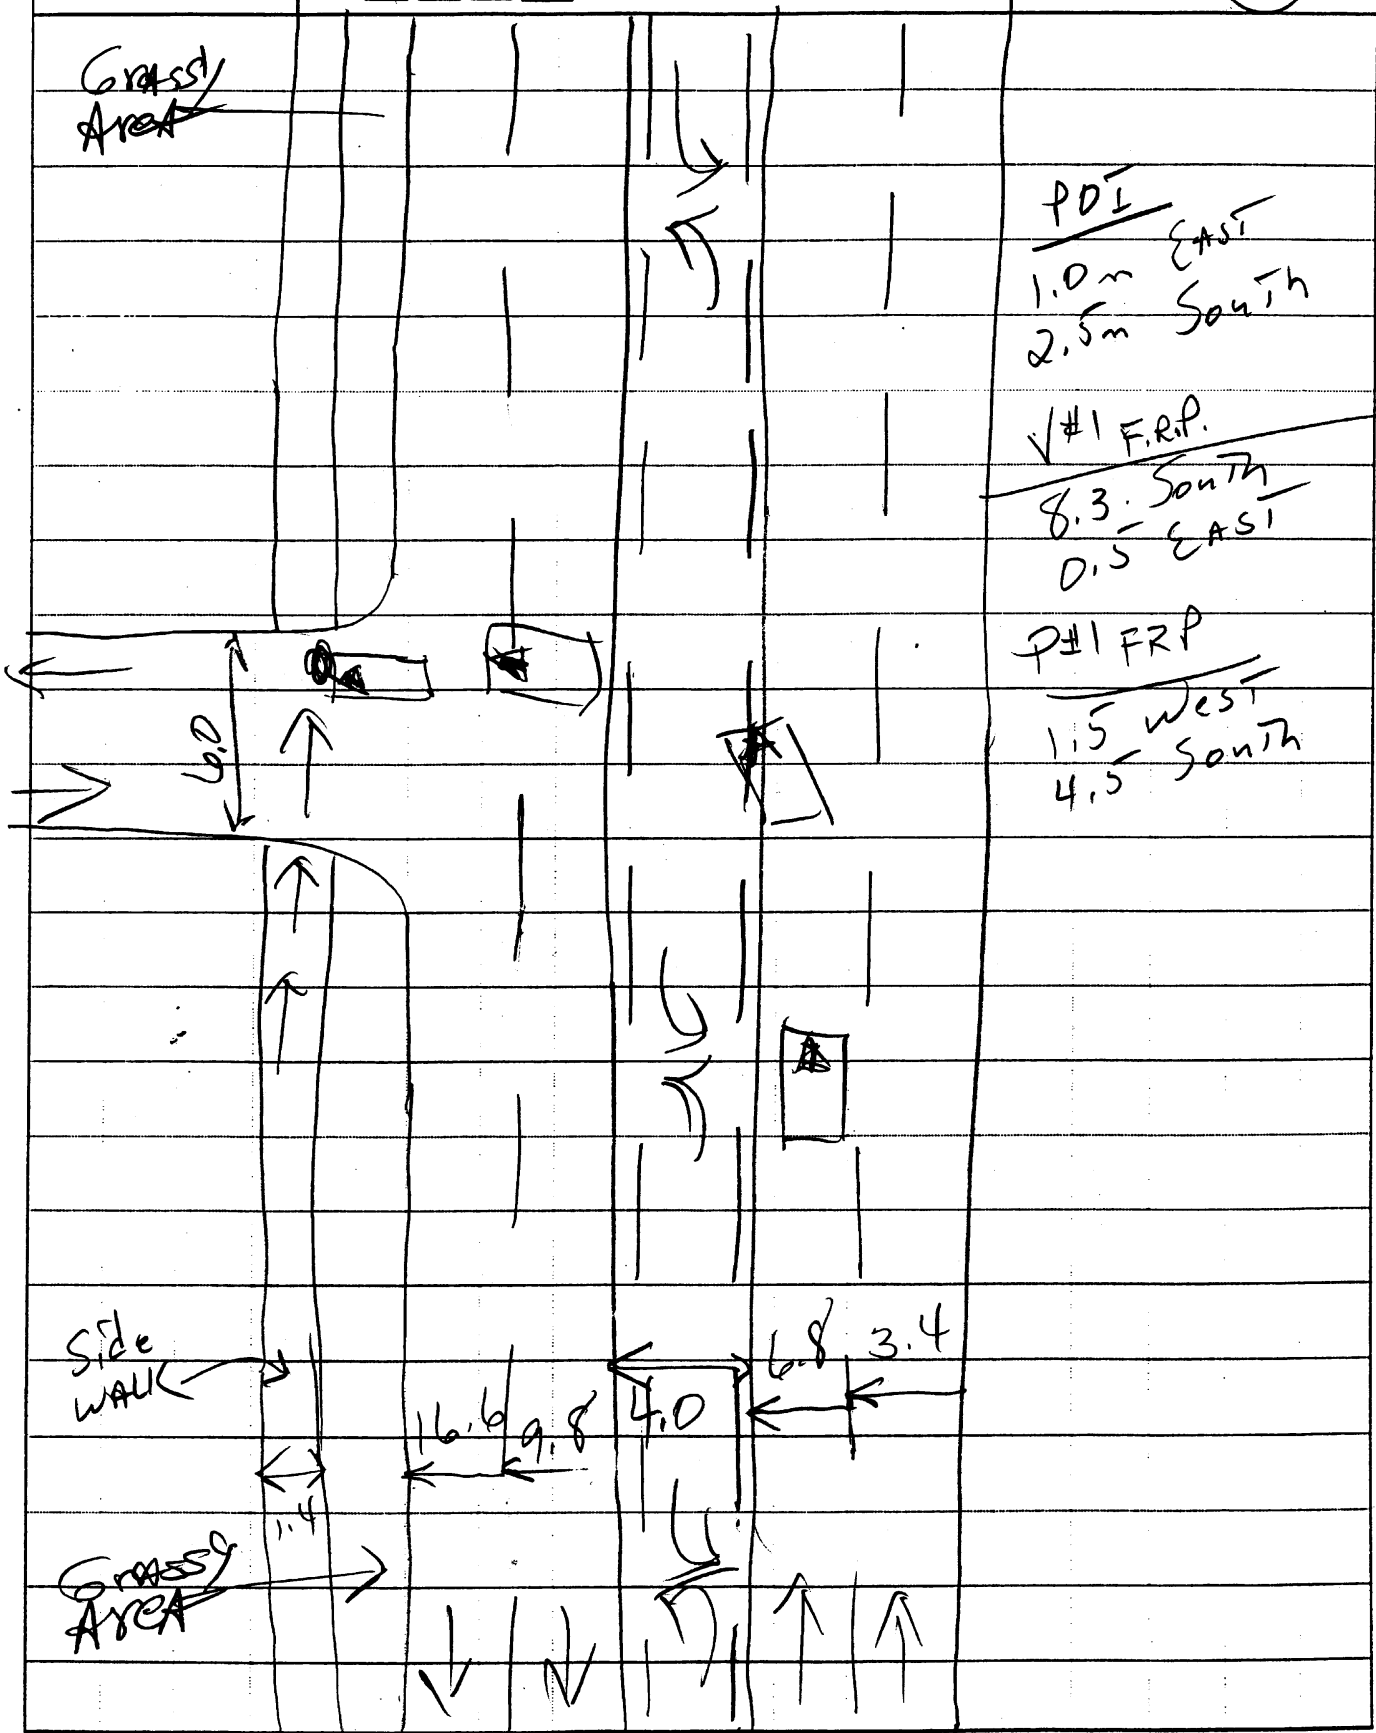 Grassy
Area
POI
1.0m East
2.5m South
V#1 F.R.P.
8.3. South
0.5 East
P#1 FRP
1.5 West
4.5 South
6.0
Side
Walk
16.6
9.8
4.0
6.8
3.4
1.4
Grassy
Area